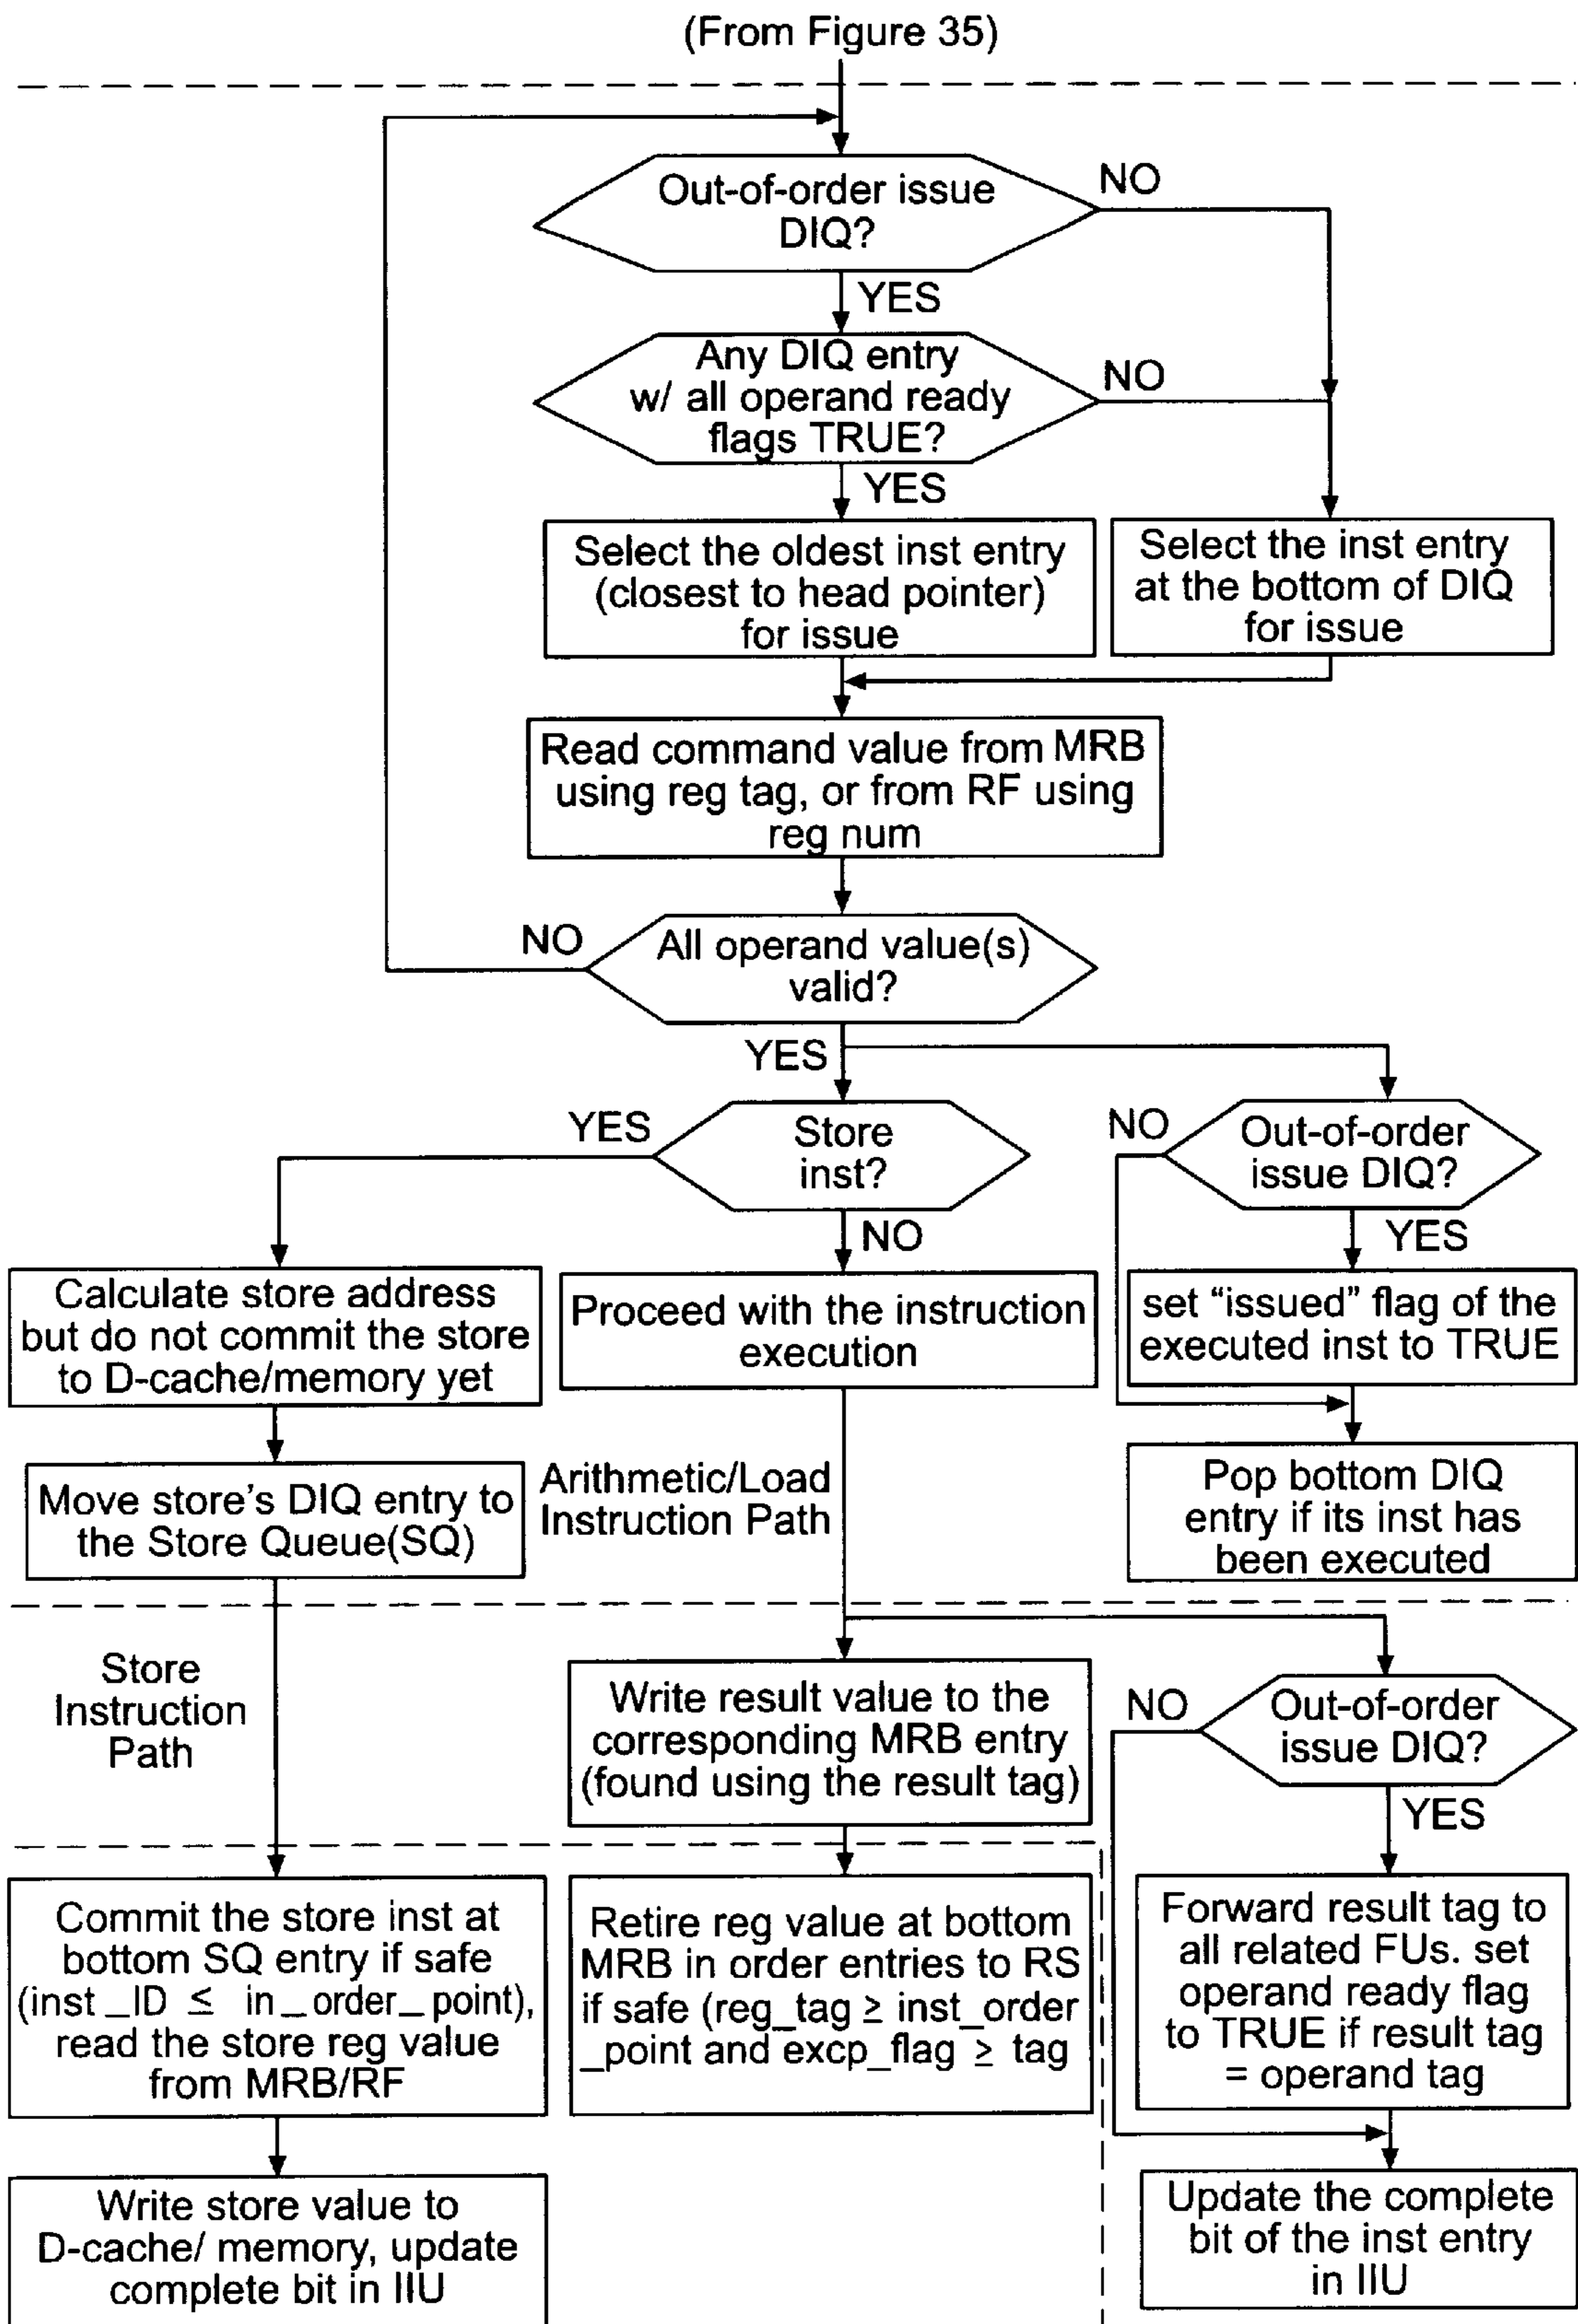 (From Figure 35)
Out-of-order issue
DIQ?
NO
YES
Any DIQ entry
w/ all operand ready
flags TRUE?
NO
YES
Select the oldest inst entry
(closest to head pointer)
for issue
Select the inst entry
at the bottom of DIQ
for issue
Read command value from MRB
using reg tag, or from RF using
reg num
NO
All operand value(s)
valid?
YES
YES
Store
inst?
NO
NO
Out-of-order
issue DIQ?
YES
Calculate store address
but do not commit the store
to D-cache/memory yet
Proceed with the instruction
execution
set “issued” flag of the
executed inst to TRUE
Move store's DIQ entry to
the Store Queue(SQ)
Arithmetic/Load
Instruction Path
Pop bottom DIQ
entry if its inst has
been executed
Store
Instruction
Path
Write result value to the
corresponding MRB entry
(found using the result tag)
NO
Out-of-order
issue DIQ?
YES
Commit the store inst at
bottom SQ entry if safe
(inst_ID ≤ in_order_point),
read the store reg value
from MRB/RF
Retire reg value at bottom
MRB in order entries to RS
if safe (reg_tag ≥ inst_order
_point and excp_flag ≥ tag
Forward result tag to
all related FUs. set
operand ready flag
to TRUE if result tag
= operand tag
Write store value to
D-cache/ memory, update
complete bit in IIU
Update the complete
bit of the inst entry
in IIU